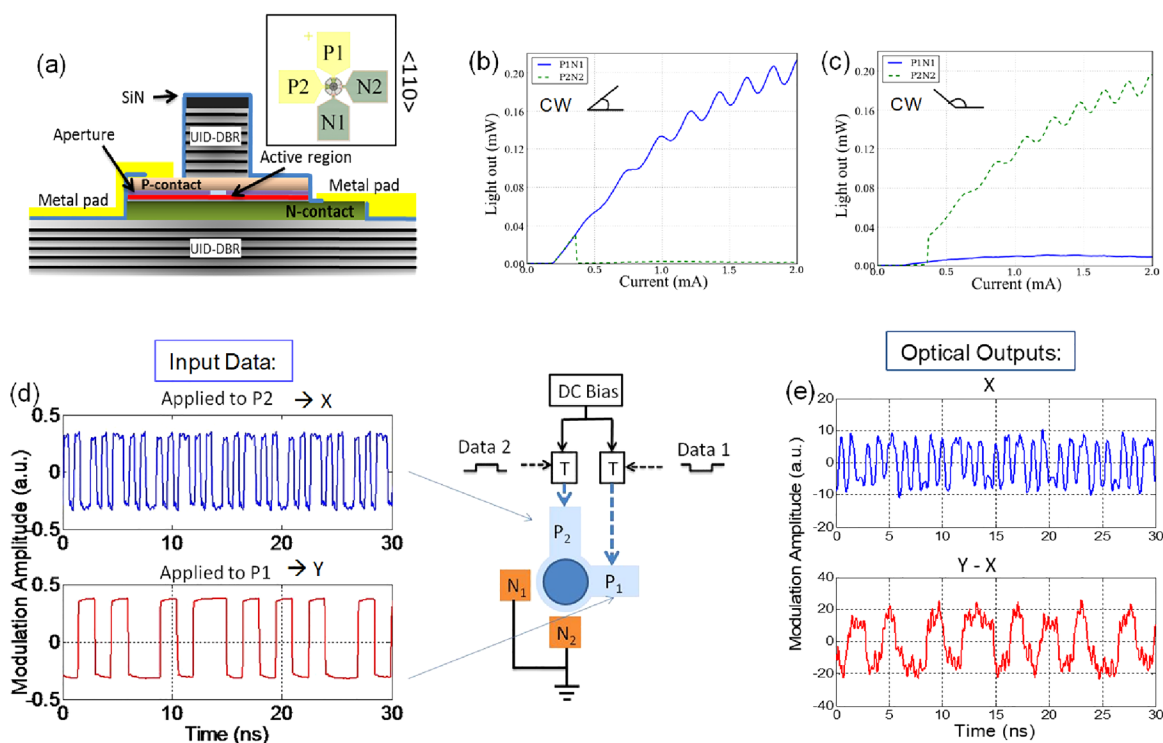 (a)
SiN
UID-DBR
Aperture
Active region
P-contact
Metal pad
Metal pad
N-contact
UID-DBR
P1
P2
N2
N1
<110>
(b)
P1N1
P2N2
CW
Light out (mW)
0.20
0.16
0.12
0.08
0.04
0.00
0.0 0.5 1.0 1.5 2.0
Current (mA)
(c)
P1N1
P2N2
CW
Light out (mW)
0.20
0.16
0.12
0.08
0.04
0.00
0.0 0.5 1.0 1.5 2.0
Current (mA)
Input Data:
(d)
Applied to P2 → X
0.5
0
-0.5
0 10 20 30
Applied to P1 → Y
0.5
0
-0.5
0 10 20 30
Modulation Amplitude (a.u.)
Time (ns)
DC Bias
Data 2
Data 1
T
T
P2
P1
N1
N2
Optical Outputs:
(e)
X
20
10
0
-10
-20
0 5 10 15 20 25 30
Y - X
40
20
0
-20
-40
0 5 10 15 20 25 30
Modulation Amplitude (a.u.)
Time (ns)